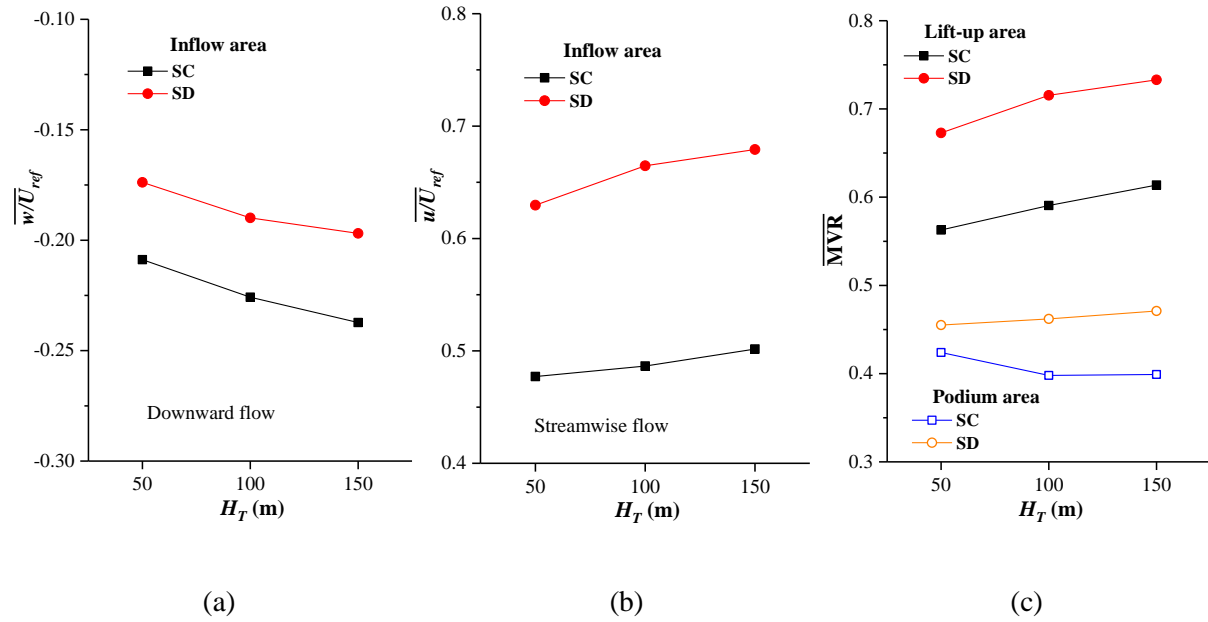 -0.10
-0.15
-0.20
-0.25
-0.30
w/U_ref
Inflow area
SC
SD
Downward flow
50 100 150
H_T (m)
(a)
0.8
0.7
0.6
0.5
0.4
u/U_ref
Inflow area
SC
SD
Streamwise flow
50 100 150
H_T (m)
(b)
0.8
0.7
0.6
0.5
0.4
0.3
MVR
Lift-up area
SC
SD
Podium area
SC
SD
50 100 150
H_T (m)
(c)